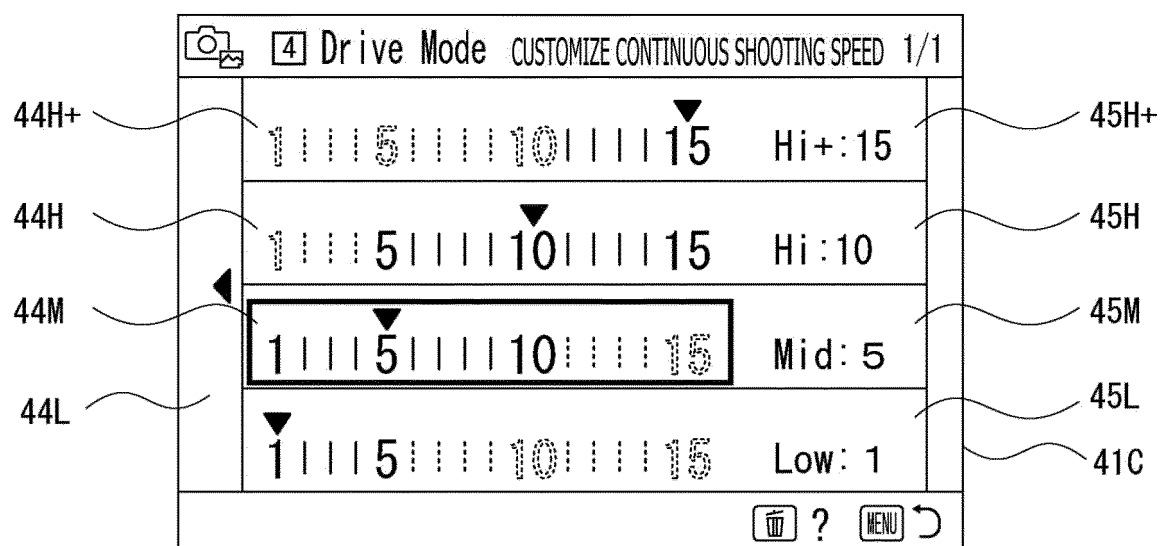 4 Drive Mode CUSTOMIZE CONTINUOUS SHOOTING SPEED 1/1
44H+ 1 5 10 15 Hi+:15 45H+
44H 1 5 10 15 Hi:10 45H
44M 1 5 10 15 Mid: 5 45M
44L 1 5 10 15 Low: 1 45L
41C
? MENU